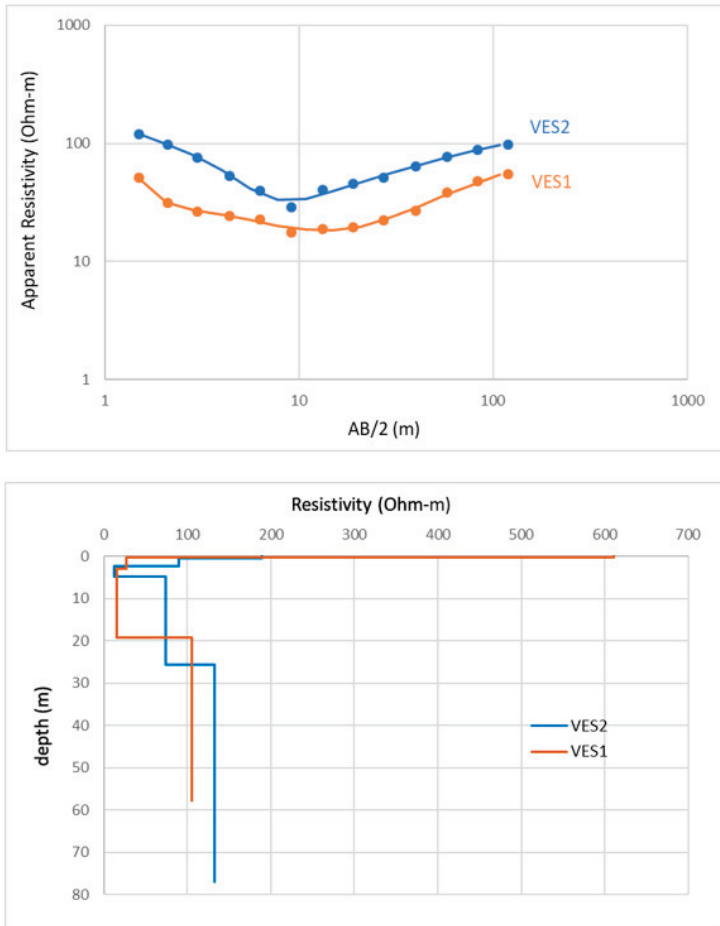 1000
100
10
1
Apparent Resistivity (Ohm-m)
VES2
VES1
1 10 100 1000
AB/2 (m)
Resistivity (Ohm-m)
0 100 200 300 400 500 600 700
0
10
20
30
40
50
60
70
80
depth (m)
VES2
VES1